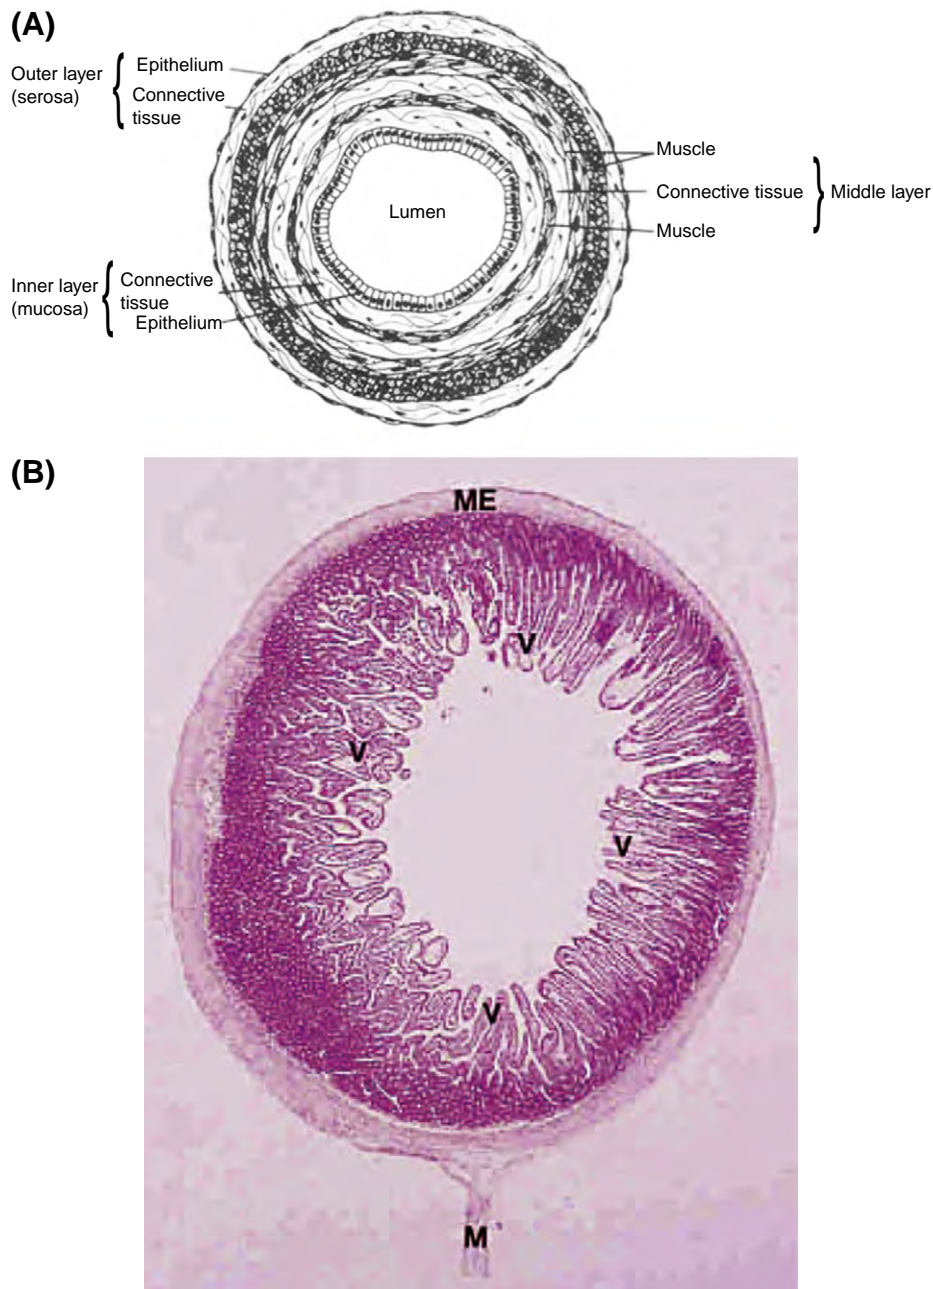 (A)
Outer layer
(serosa)
Epithelium
Connective
tissue
Muscle
Connective tissue
Muscle
Middle layer
Lumen
Inner layer
(mucosa)
Connective
tissue
Epithelium
(B)
ME
V
V
V
V
M